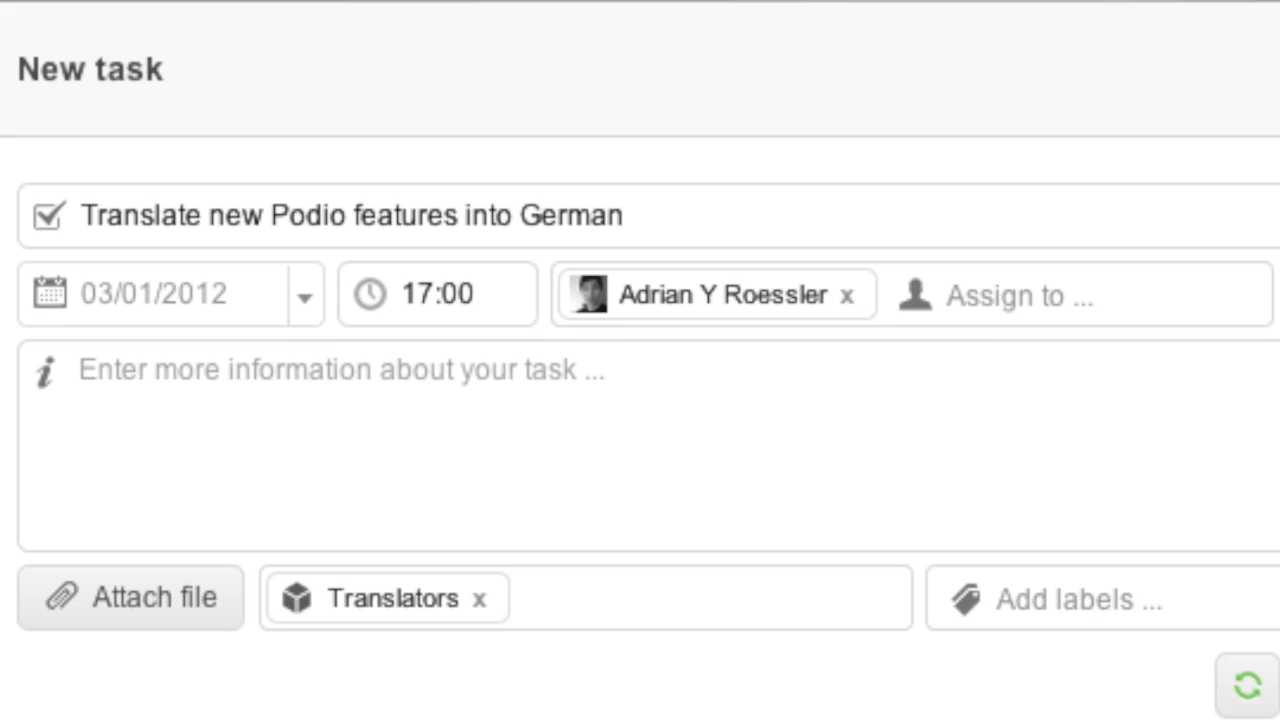 New task
Translate new Podio features into German
03/01/2012 17:00 Adrian Y Roessler x Assign to ...
Enter more information about your task ...
Attach file Translators x Add labels ...